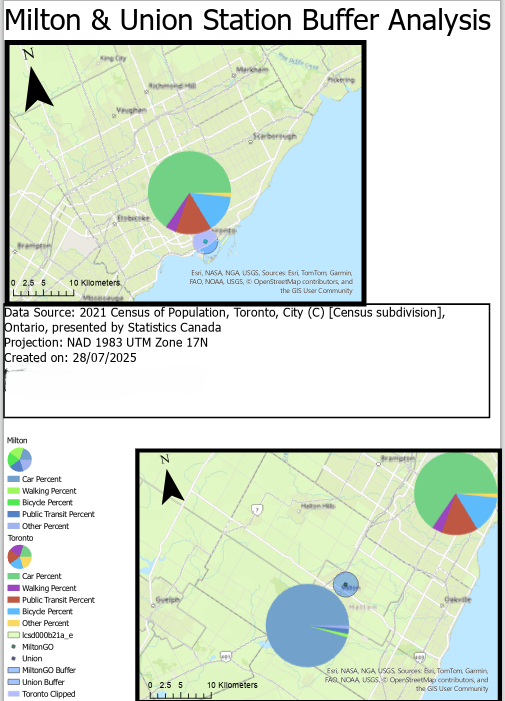 Milton & Union Station Buffer Analysis
N
King City
Markham
Pickering
Richmond Hill
Vaughan
Scarborough
Etobicoke
Brampton
Mississauga
0 2.5 5 10 Kilometers
Esri, NASA, NGA, USGS, Sources: Esri, TomTom, Garmin,
FAO, NOAA, USGS, © OpenStreetMap contributors, and
the GIS User Community
Data Source: 2021 Census of Population, Toronto, City (C) [Census subdivision],
Ontario, presented by Statistics Canada
Projection: NAD 1983 UTM Zone 17N
Created on: 28/07/2025
Milton
Car Percent
Walking Percent
Bicycle Percent
Public Transit Percent
Other Percent
Toronto
Car Percent
Walking Percent
Public Transit Percent
Bicycle Percent
Other Percent
lcsd000b21a_e
MiltonGO
Union
MiltonGO Buffer
Union Buffer
Toronto Clipped
N
Brampton
7
Halton Hills
Milton
Guelph
Halton
Oakville
401
403
0 2.5 5 10 Kilometers
Esri, NASA, NGA, USGS, Sources: Esri, TomTom, Garmin,
FAO, NOAA, USGS, © OpenStreetMap contributors, and
the GIS User Community